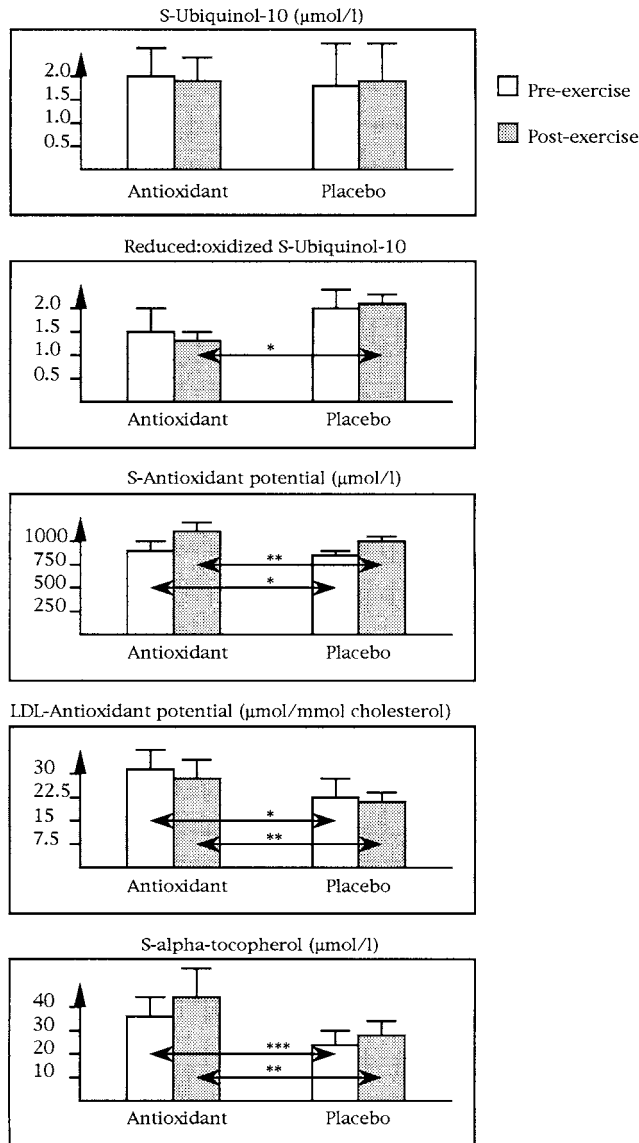 S-Ubiquinol-10 (μmol/l)
2.0
1.5
1.0
0.5
Antioxidant Placebo
Pre-exercise
Post-exercise
Reduced:oxidized S-Ubiquinol-10
2.0
1.5
1.0
0.5
*
Antioxidant Placebo
S-Antioxidant potential (μmol/l)
1000
750
500
250
**
*
Antioxidant Placebo
LDL-Antioxidant potential (μmol/mmol cholesterol)
30
22.5
15
7.5
*
**
Antioxidant Placebo
S-alpha-tocopherol (μmol/l)
40
30
20
10
***
**
Antioxidant Placebo